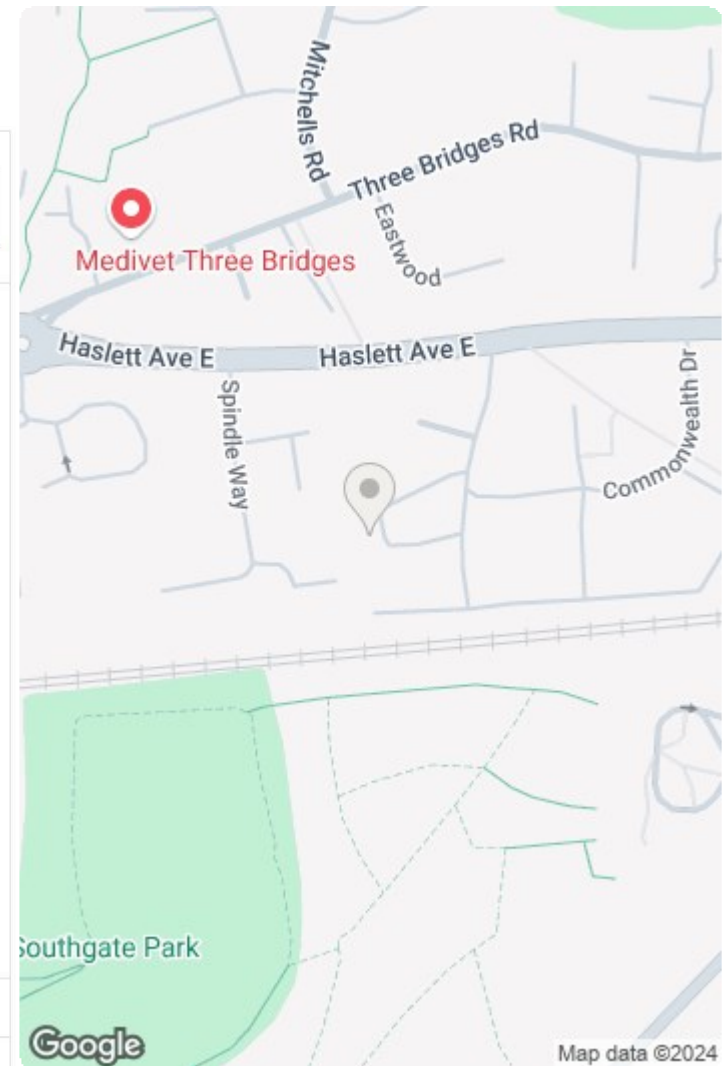 Mitchells Rd
Three Bridges Rd
Eastwood
Medivet Three Bridges
Haslett Ave E
Haslett Ave E
Spindle Way
Commonwealth Dr
Southgate Park
Google
Map data ©2024